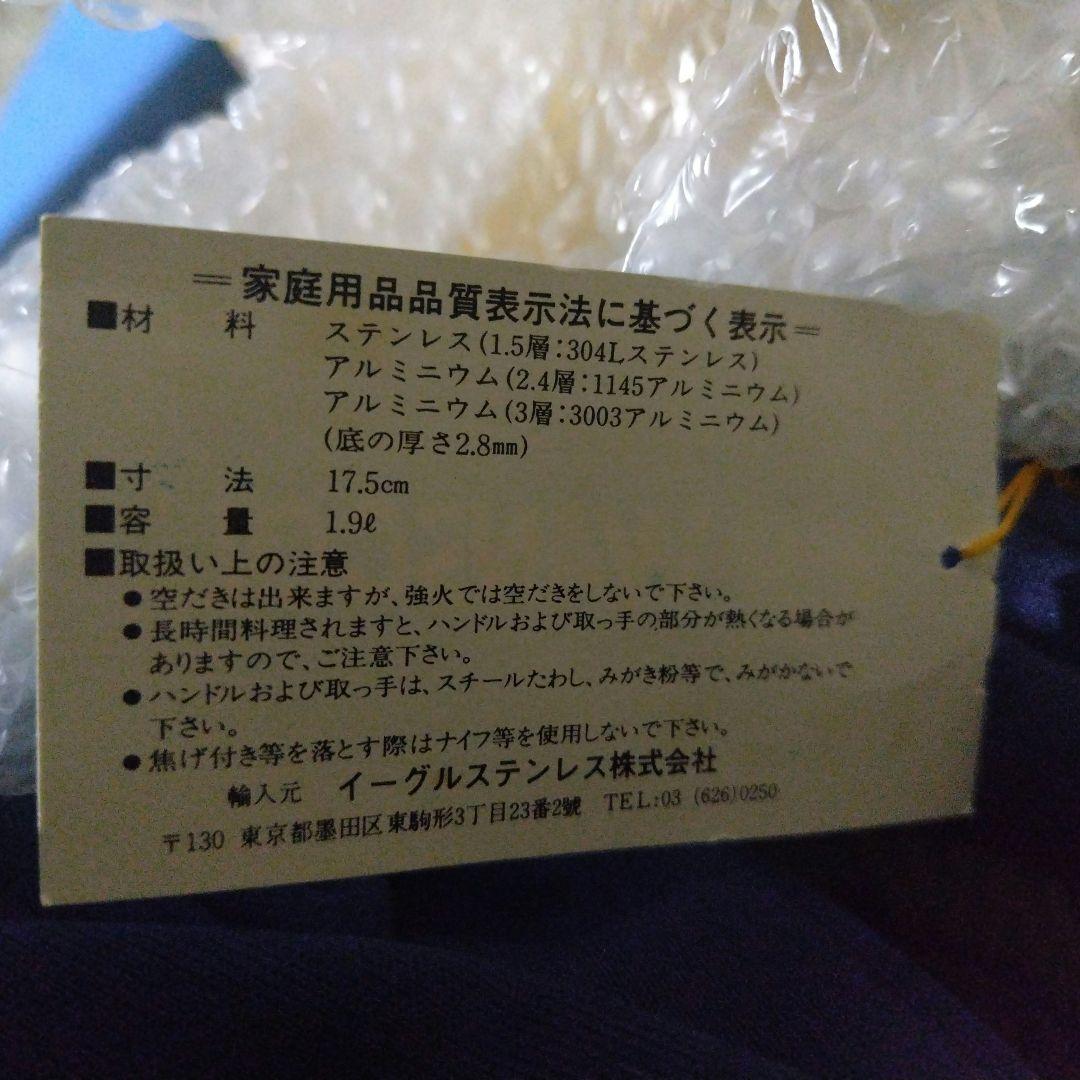 =家庭用品品質表示法に基づく表示=
■材　料　ステンレス(1.5層:304Lステンレス)
アルミニウム(2.4層:1145アルミニウム)
アルミニウム(3層:3003アルミニウム)
(底の厚さ2.8㎜)
■寸　法　17.5cm
■容　量　1.9ℓ
■取扱い上の注意
●空だきは出来ますが、強火では空だきをしないで下さい。
●長時間料理されますと、ハンドルおよび取っ手の部分が熱くなる場合が
ありますので、ご注意下さい。
●ハンドルおよび取っ手は、スチールたわし、みがき粉等で、みがかないで
下さい。
●焦げ付き等を落とす際はナイフ等を使用しないで下さい。
輸入元　イーグルステンレス株式会社
〒130 東京都墨田区東駒形3丁目23番2號　TEL:03 (626)0250